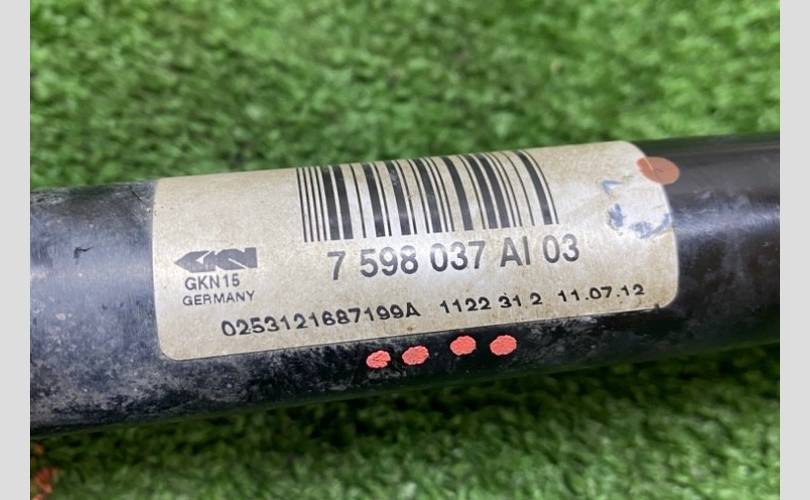 7 598 037 AI 03
GKN
GKN15
GERMANY
0253121687199A 1122 31 2 11.07.12